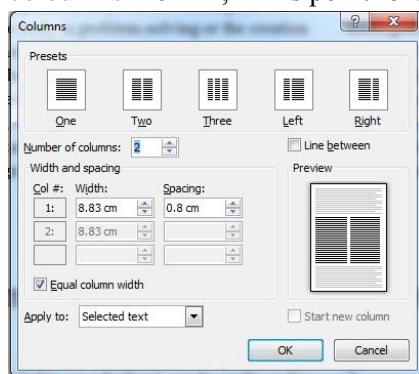 Columns
Presets
One Two Three Left Right
Number of columns: 2
Line between
Width and spacing
Preview
Col #: Width: Spacing:
1: 8.83 cm 0.8 cm
2: 8.83 cm
Equal column width
Apply to: Selected text
Start new column
OK Cancel